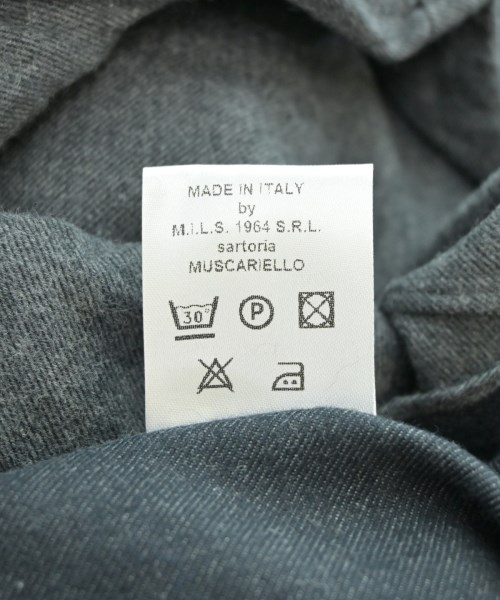 MADE IN ITALY
by
M.I.L.S. 1964 S.R.L.
sartoria
MUSCARIELLO
30° P